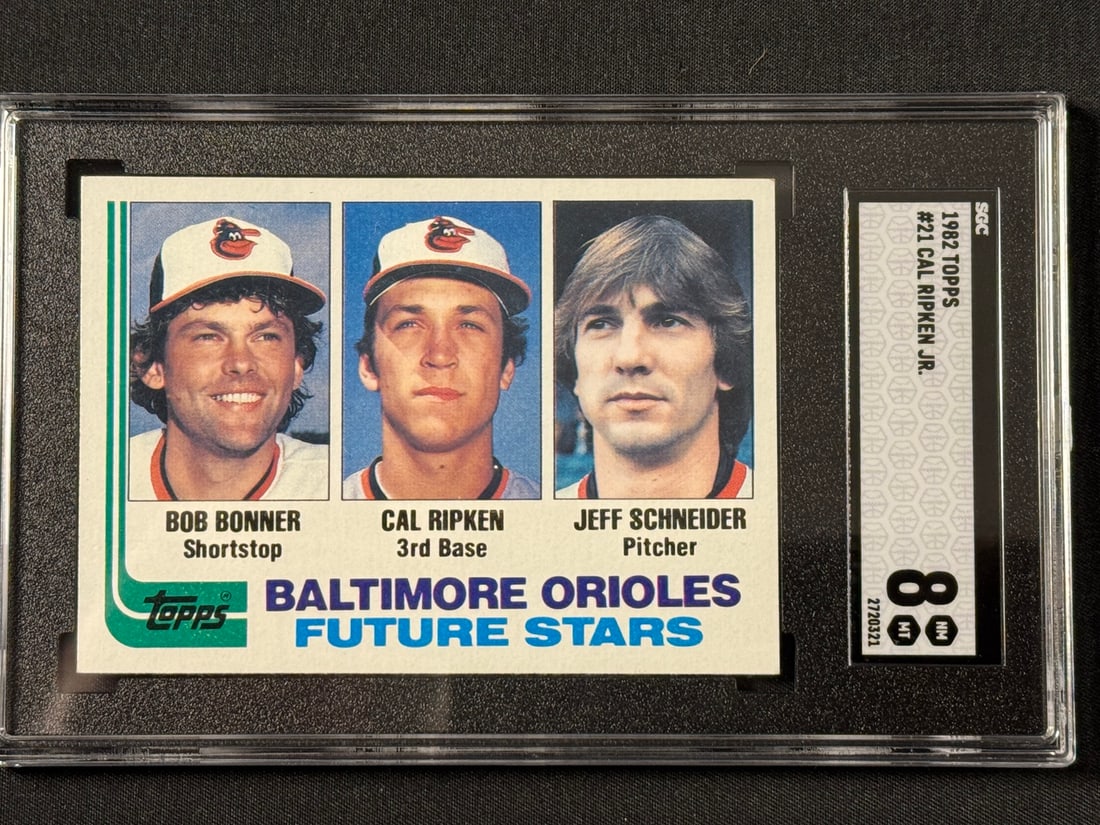 BOB BONNER
Shortstop
CAL RIPKEN
3rd Base
JEFF SCHNEIDER
Pitcher
topps®
BALTIMORE ORIOLES
FUTURE STARS
SGC
1982 TOPPS
#21 CAL RIPKEN JR.
8
NM
MT
2720321